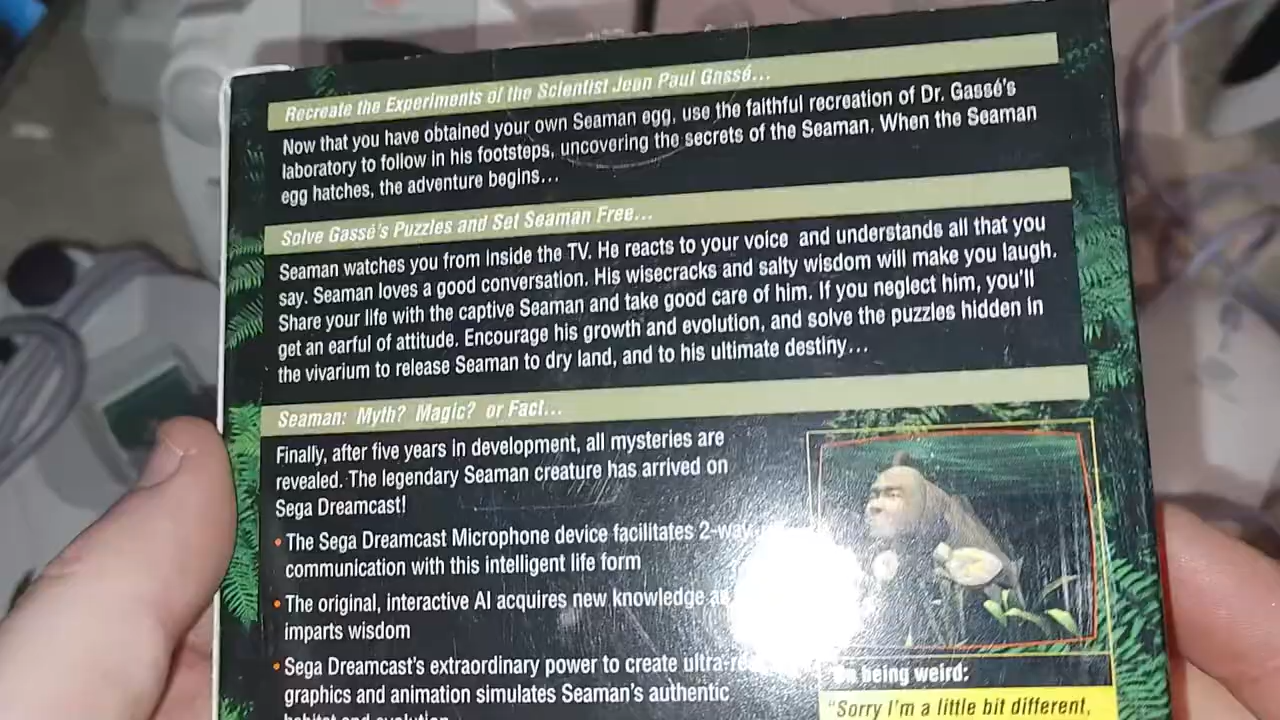 Recreate the Experiments of the Scientist Jean Paul Gassé...
Now that you have obtained your own Seaman egg, use the faithful recreation of Dr. Gassé's
laboratory to follow in his footsteps, uncovering the secrets of the Seaman. When the Seaman
egg hatches, the adventure begins...
Solve Gassé's Puzzles and Set Seaman Free...
Seaman watches you from inside the TV. He reacts to your voice and understands all that you
say. Seaman loves a good conversation. His wisecracks and salty wisdom will make you laugh.
Share your life with the captive Seaman and take good care of him. If you neglect him, you'll
get an earful of attitude. Encourage his growth and evolution, and solve the puzzles hidden in
the vivarium to release Seaman to dry land, and to his ultimate destiny...
Seaman: Myth? Magic? or Fact...
Finally, after five years in development, all mysteries are
revealed. The legendary Seaman creature has arrived on
Sega Dreamcast!
• The Sega Dreamcast Microphone device facilitates 2-way
communication with this intelligent life form
• The original, interactive AI acquires new knowledge
imparts wisdom
• Sega Dreamcast's extraordinary power to create
graphics and animation simulates Seaman's authentic
being weird:
"Sorry I'm a little bit different,